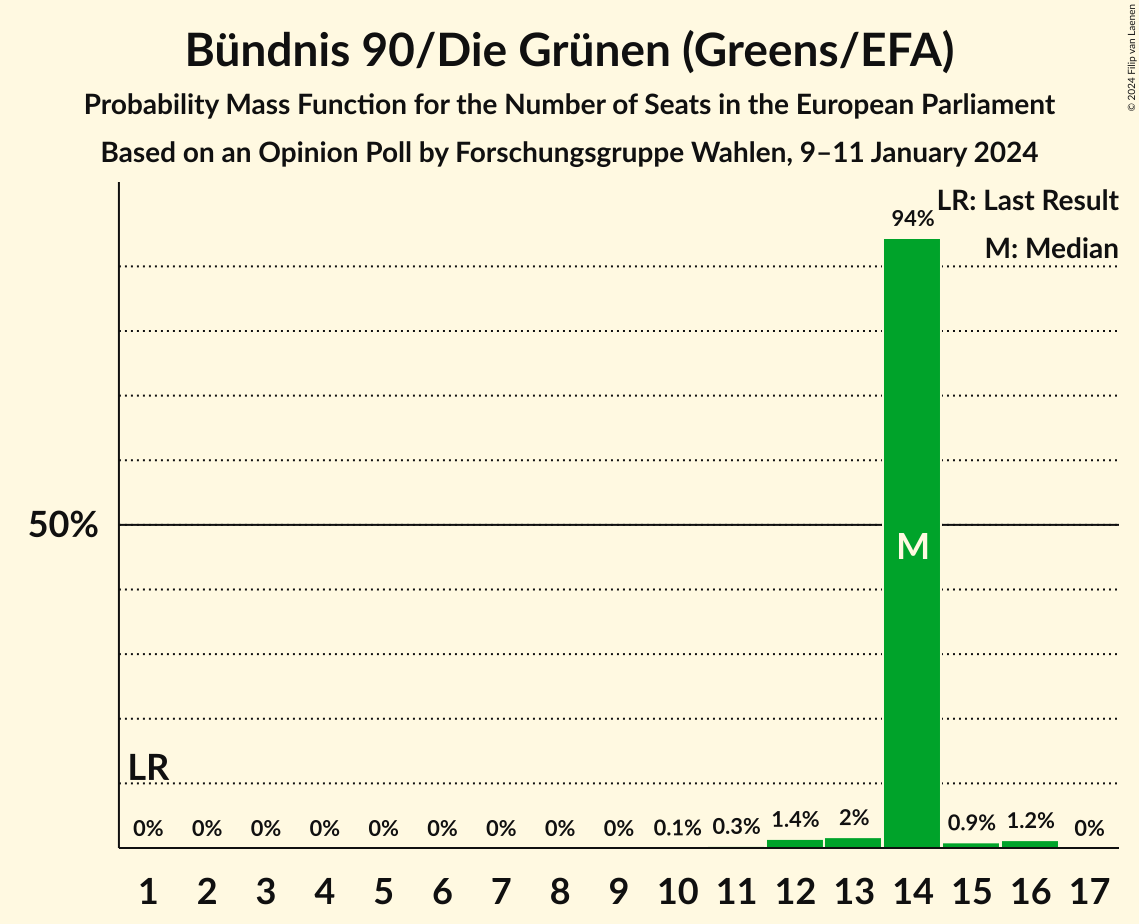 Bündnis 90/Die Grünen (Greens/EFA)
Probability Mass Function for the Number of Seats in the European Parliament
Based on an Opinion Poll by Forschungsgruppe Wahlen, 9–11 January 2024
© 2024 Filip van Laenen
LR: Last Result
M: Median
94%
50%
M
LR
0% 0% 0% 0% 0% 0% 0% 0% 0% 0.1% 0.3% 1.4% 2% 0.9% 1.2% 0%
1 2 3 4 5 6 7 8 9 10 11 12 13 14 15 16 17